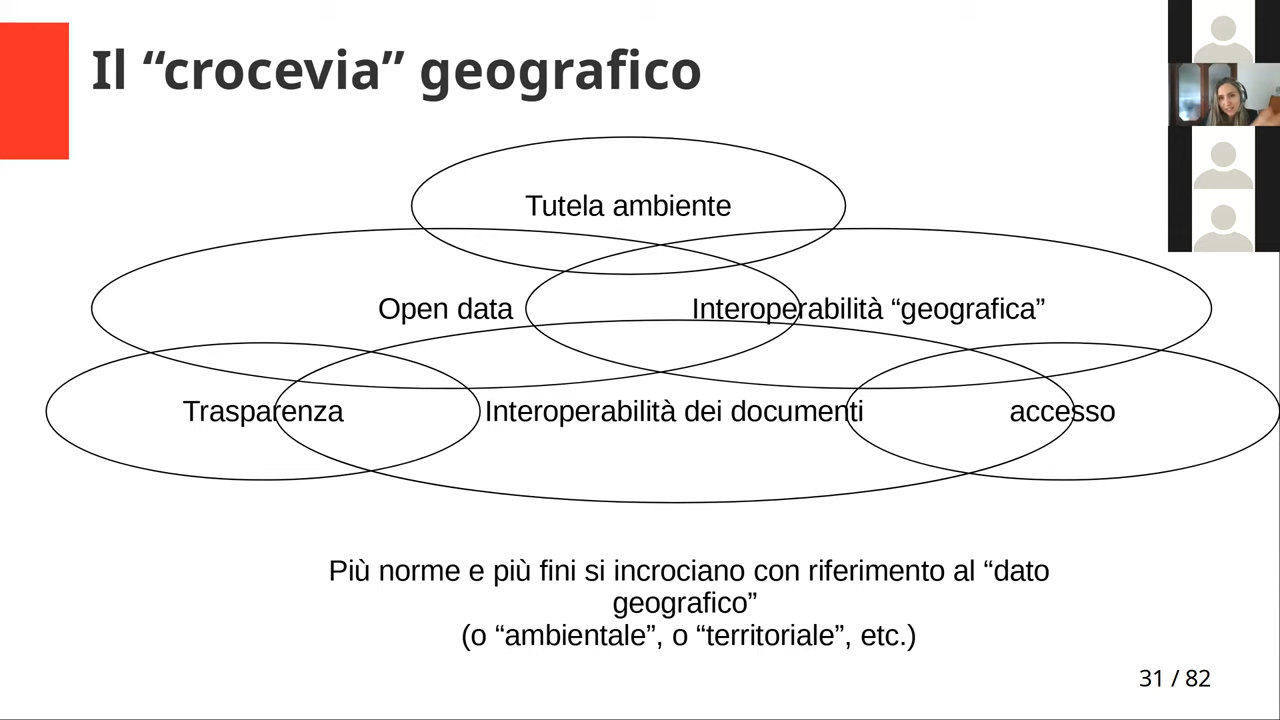 Il “crocevia” geografico
Tutela ambiente
Open data
Interoperabilità “geografica”
Trasparenza
Interoperabilità dei documenti
accesso
Più norme e più fini si incrociano con riferimento al “dato
geografico”
(o “ambientale”, o “territoriale”, etc.)
31 / 82